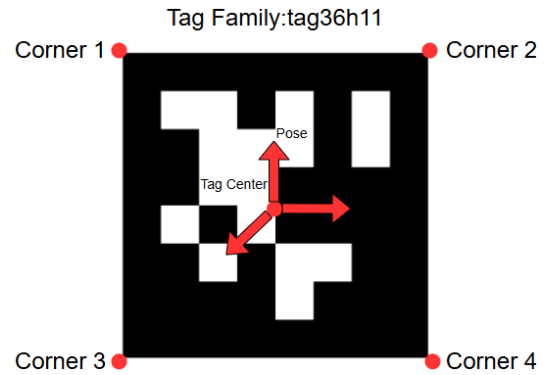 Tag Family:tag36h11
Corner 1
Corner 2
Pose
Tag Center
Corner 3
Corner 4